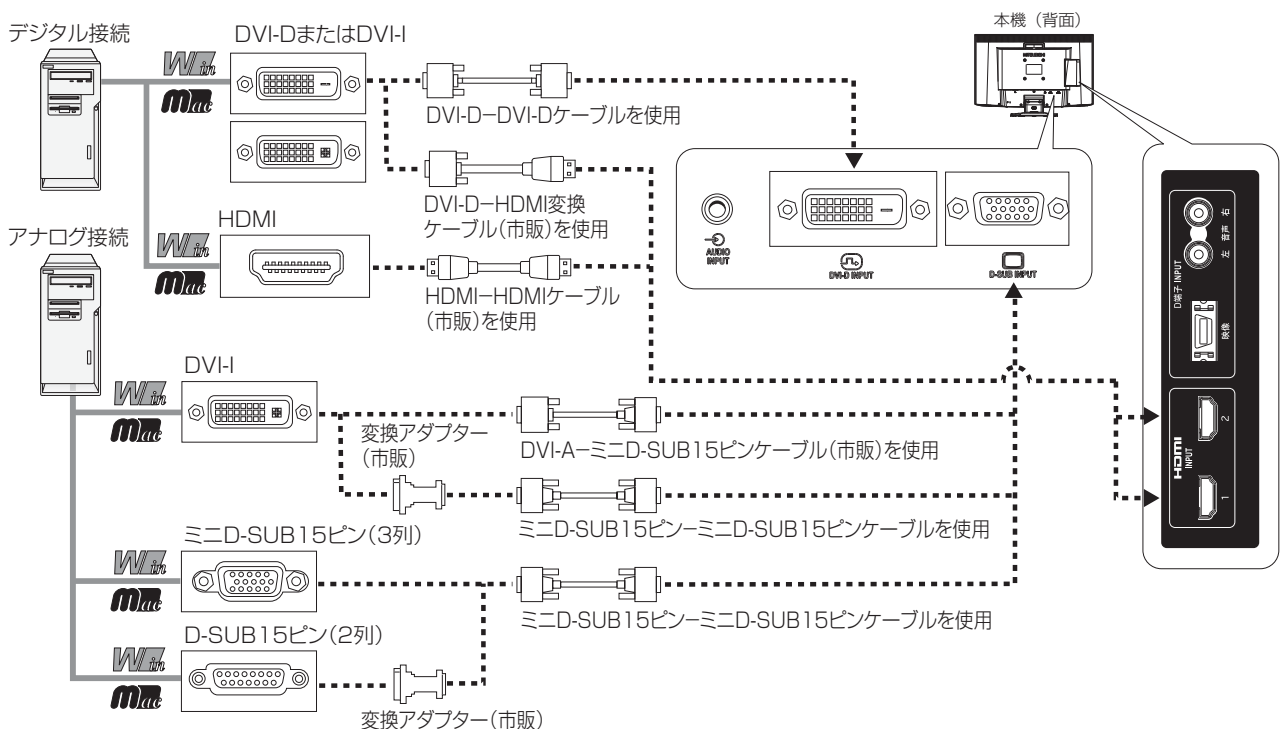 デジタル接続
Win
Mac
DVI-DまたはDVI-I
DVI-D－DVI-Dケーブルを使用
DVI-D－HDMI変換
ケーブル(市販)を使用
Win
Mac
HDMI
HDMI－HDMIケーブル
(市販)を使用
本機（背面）
AUDIO
INPUT
DVI-D INPUT
D-SUB INPUT
右
音声
左
D端子 INPUT
映像
HDMI
INPUT
2
1
アナログ接続
Win
Mac
DVI-I
変換アダプター
(市販)
DVI-A－ミニD-SUB15ピンケーブル(市販)を使用
ミニD-SUB15ピン－ミニD-SUB15ピンケーブルを使用
Win
Mac
ミニD-SUB15ピン(3列)
ミニD-SUB15ピン－ミニD-SUB15ピンケーブルを使用
Win
Mac
D-SUB15ピン(2列)
変換アダプター(市販)